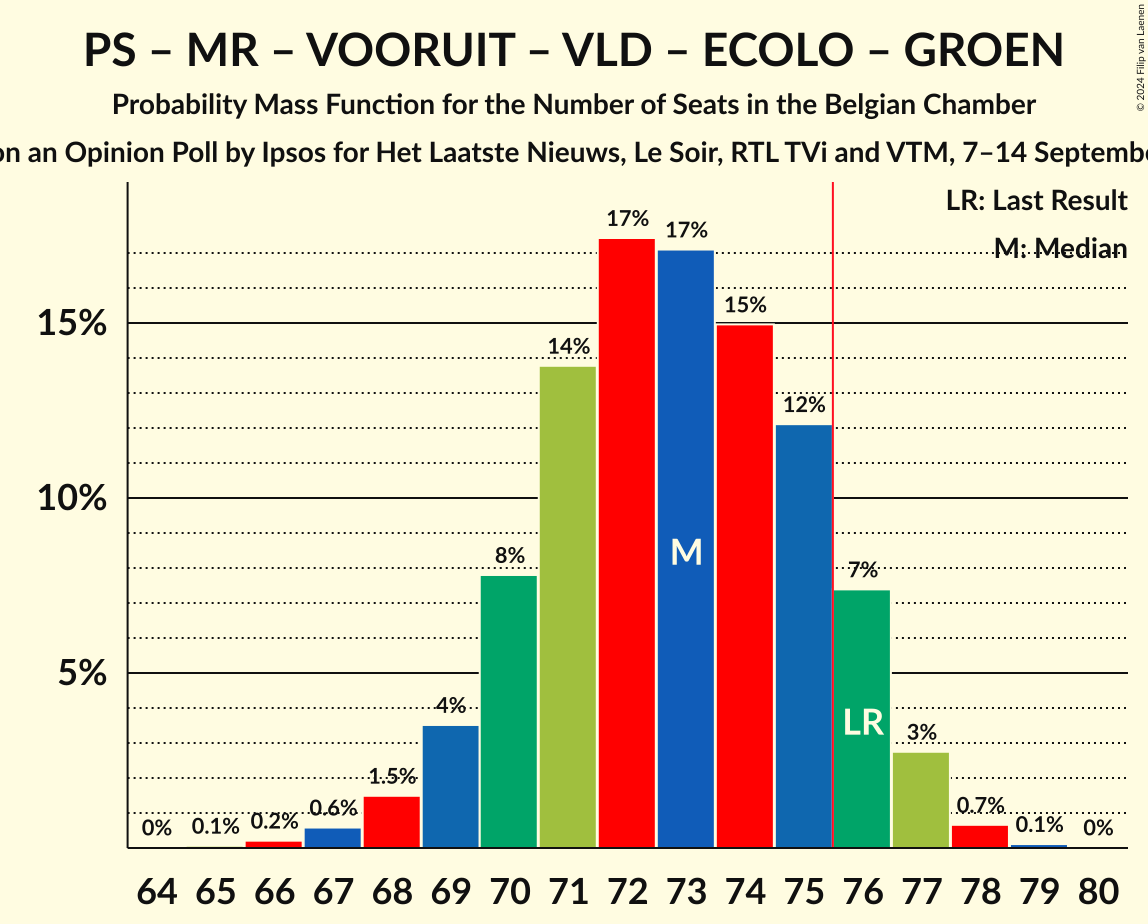 PS – MR – VOORUIT – VLD – ECOLO – GROEN
Probability Mass Function for the Number of Seats in the Belgian Chamber
on an Opinion Poll by Ipsos for Het Laatste Nieuws, Le Soir, RTL TVi and VTM, 7–14 Septembe
© 2024 Filip van Laenen
LR: Last Result
M: Median
15%
10%
5%
0%
0.1%
0.2%
0.6%
1.5%
4%
8%
14%
17%
17%
15%
12%
7%
3%
0.7%
0.1%
0%
M
LR
64 65 66 67 68 69 70 71 72 73 74 75 76 77 78 79 80